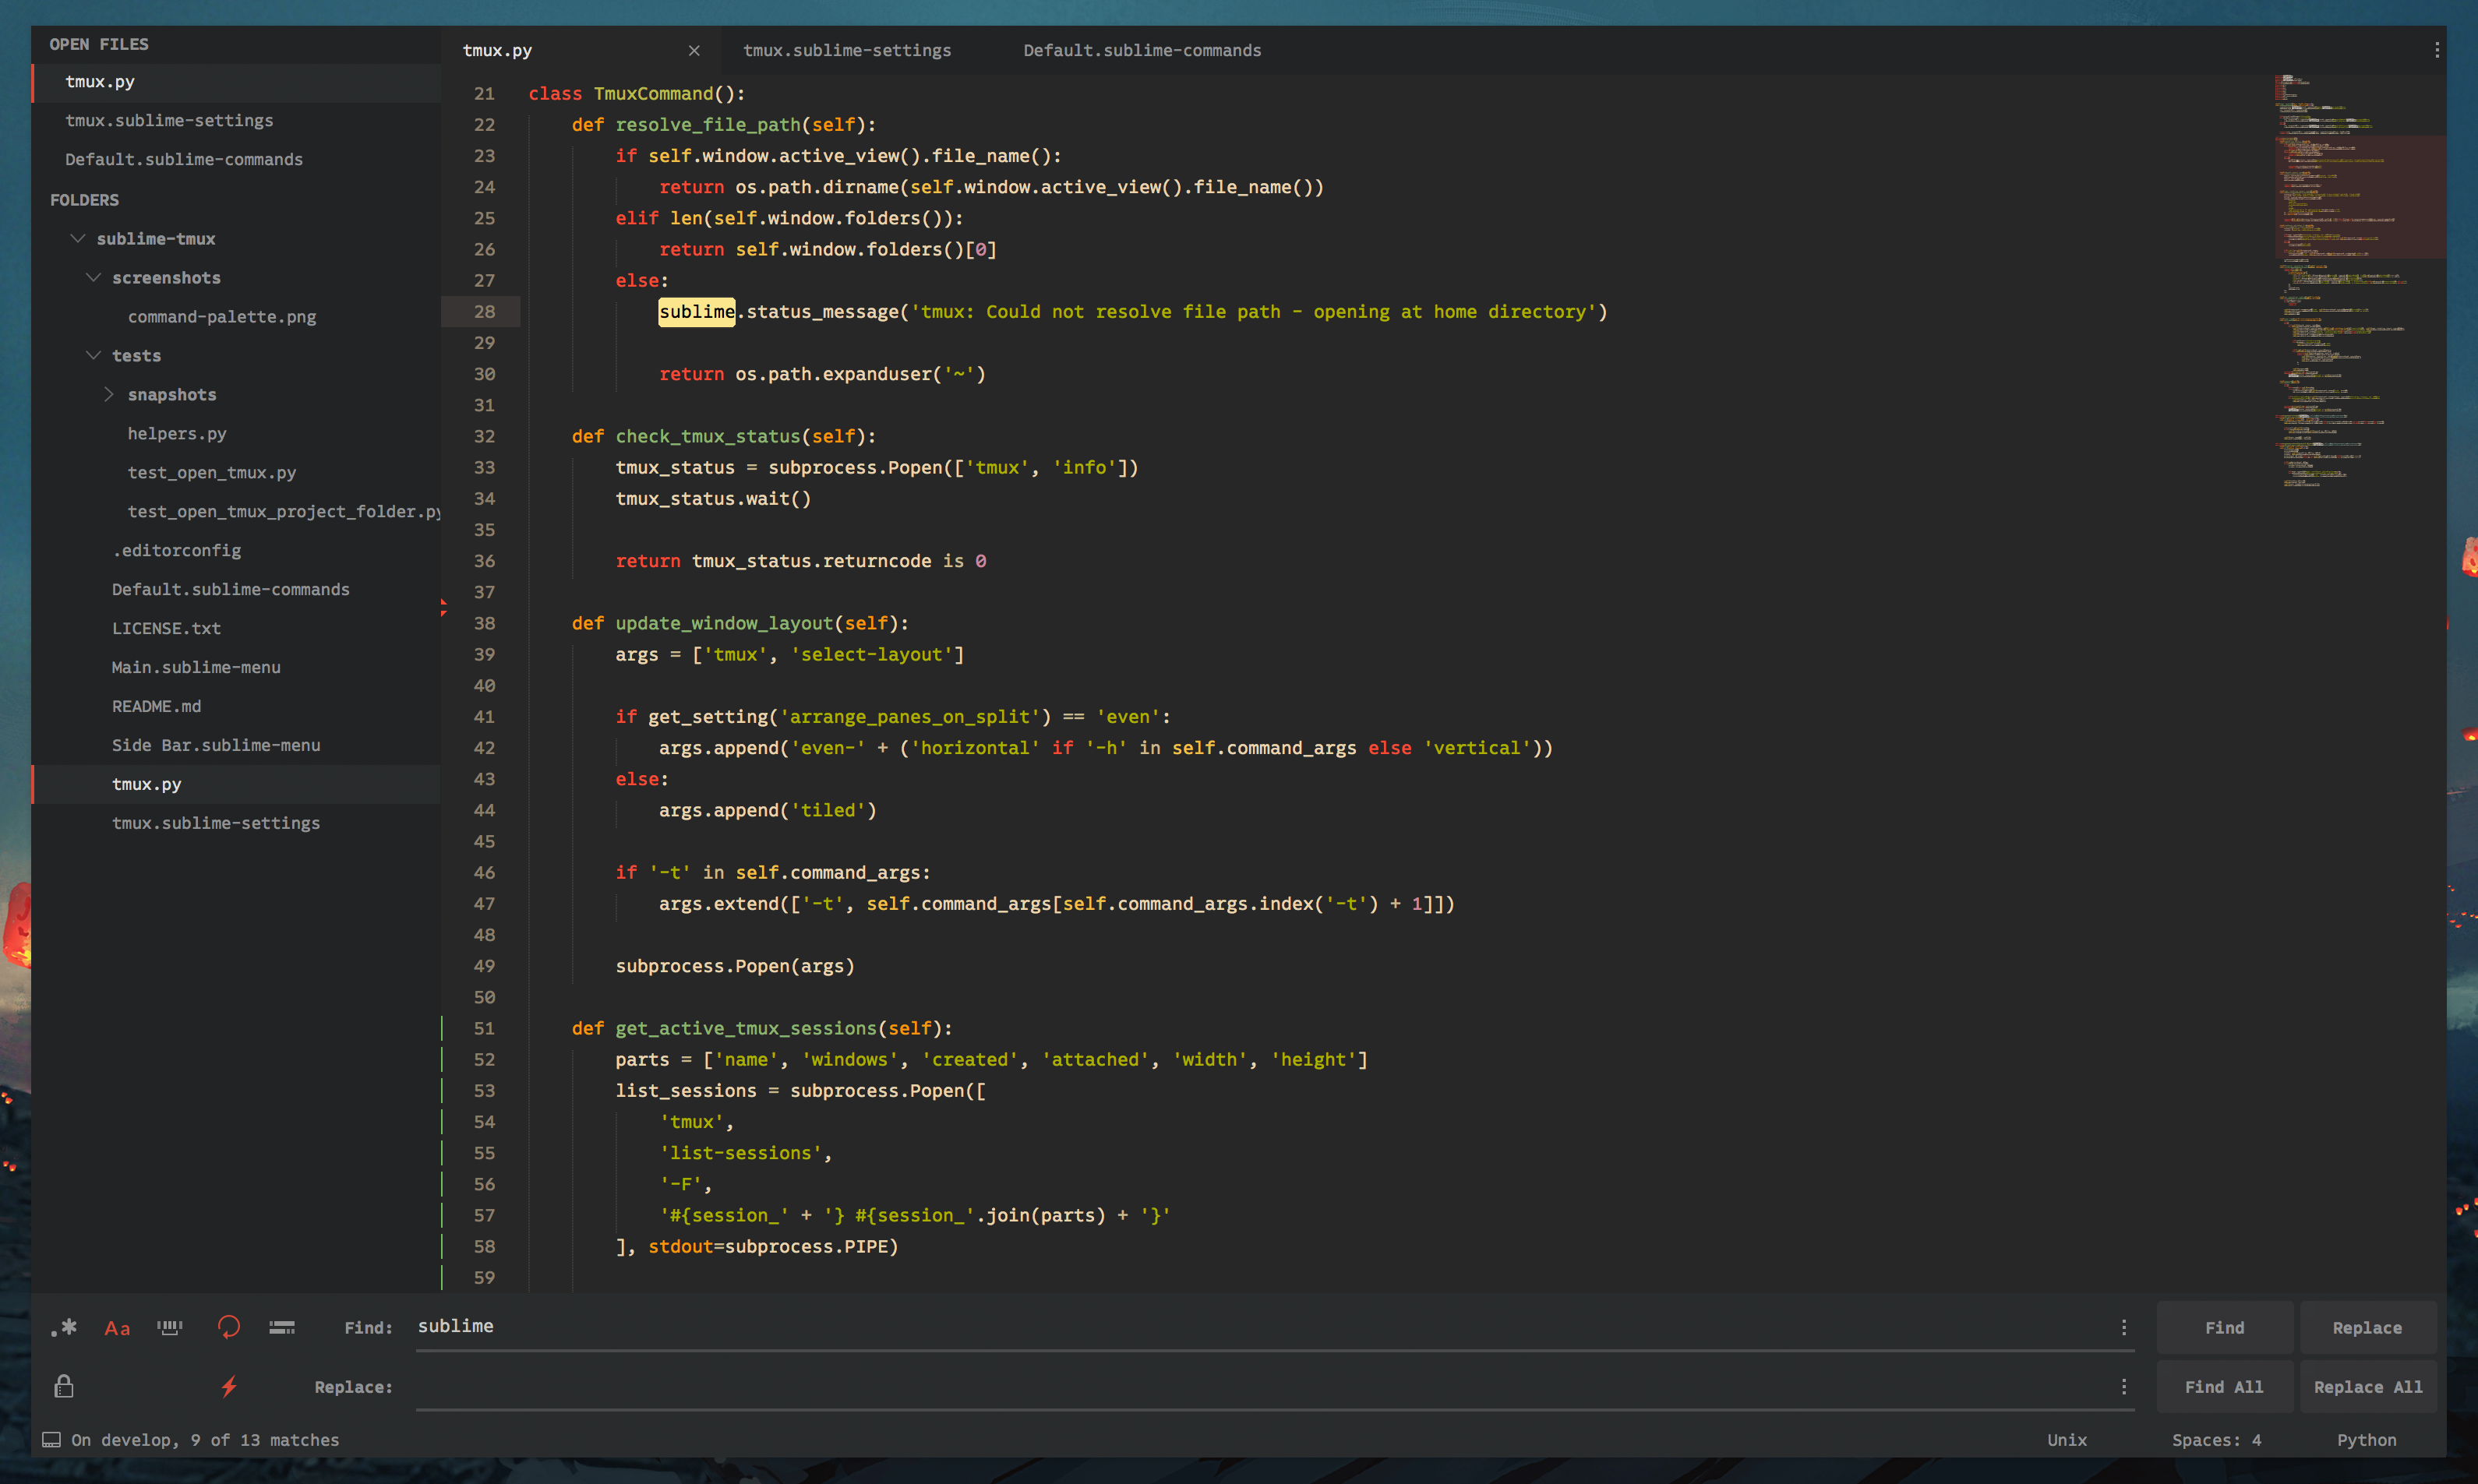 OPEN FILES
tmux.py
tmux.sublime-settings
Default.sublime-commands
FOLDERS
sublime-tmux
screenshots
command-palette.png
tests
snapshots
helpers.py
test_open_tmux.py
test_open_tmux_project_folder.py
.editorconfig
Default.sublime-commands
LICENSE.txt
Main.sublime-menu
README.md
Side Bar.sublime-menu
tmux.py
tmux.sublime-settings
tmux.py × tmux.sublime-settings Default.sublime-commands
21 class TmuxCommand():
22     def resolve_file_path(self):
23         if self.window.active_view().file_name():
24             return os.path.dirname(self.window.active_view().file_name())
25         elif len(self.window.folders()):
26             return self.window.folders()[0]
27         else:
28             sublime.status_message('tmux: Could not resolve file path - opening at home directory')
29
30             return os.path.expanduser('~')
31
32     def check_tmux_status(self):
33         tmux_status = subprocess.Popen(['tmux', 'info'])
34         tmux_status.wait()
35
36         return tmux_status.returncode is 0
37
38     def update_window_layout(self):
39         args = ['tmux', 'select-layout']
40
41         if get_setting('arrange_panes_on_split') == 'even':
42             args.append('even-' + ('horizontal' if '-h' in self.command_args else 'vertical'))
43         else:
44             args.append('tiled')
45
46         if '-t' in self.command_args:
47             args.extend(['-t', self.command_args[self.command_args.index('-t') + 1]])
48
49         subprocess.Popen(args)
50
51     def get_active_tmux_sessions(self):
52         parts = ['name', 'windows', 'created', 'attached', 'width', 'height']
53         list_sessions = subprocess.Popen([
54             'tmux',
55             'list-sessions',
56             '-F',
57             '#{session_' + '} #{session_'.join(parts) + '}'
58         ], stdout=subprocess.PIPE)
59
.* Aa Find: sublime Find Replace
Replace: Find All Replace All
On develop, 9 of 13 matches Unix Spaces: 4 Python